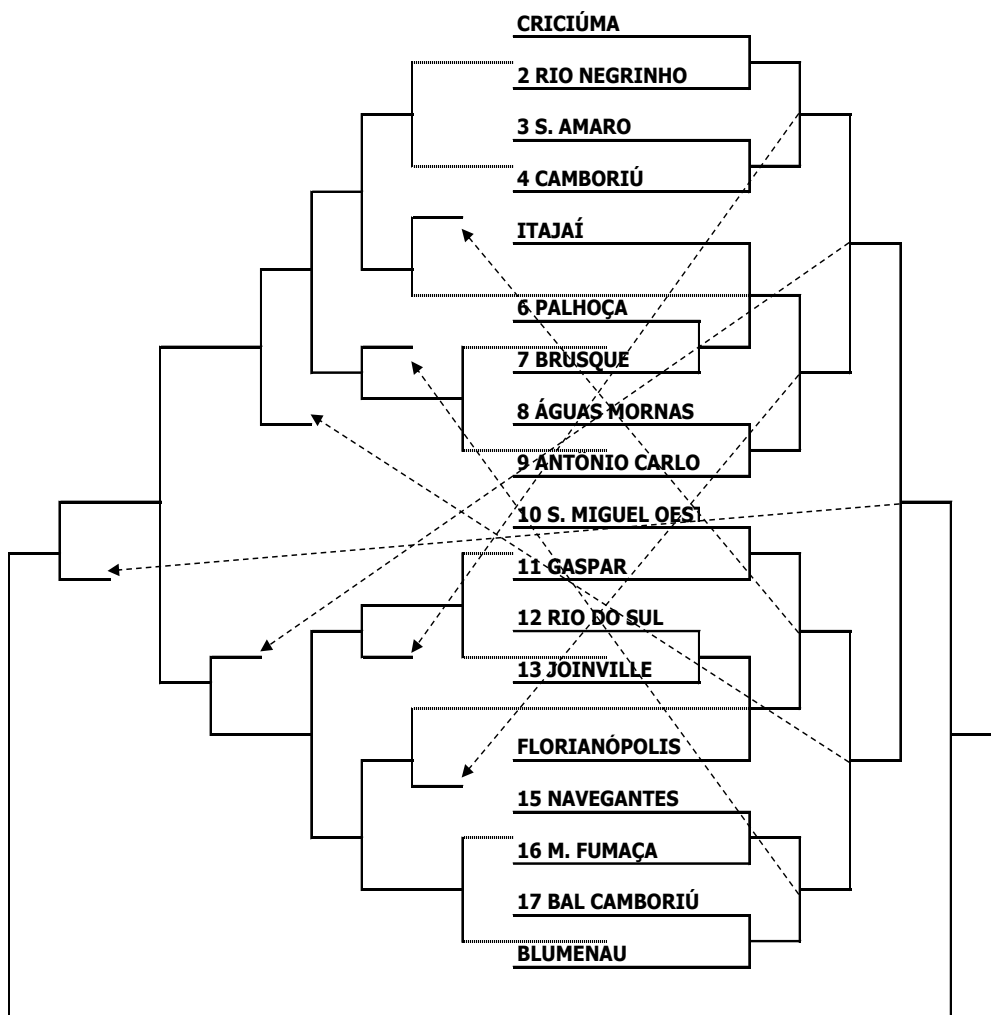 CRICIÚMA
2 RIO NEGRINHO
3 S. AMARO
4 CAMBORIÚ
ITAJAÍ
6 PALHOÇA
7 BRUSQUE
8 ÁGUAS MORNAS
9 ANTÔNIO CARLO
10 S. MIGUEL OEST
11 GASPAR
12 RIO DO SUL
13 JOINVILLE
FLORIANÓPOLIS
15 NAVEGANTES
16 M. FUMAÇA
17 BAL CAMBORIÚ
BLUMENAU